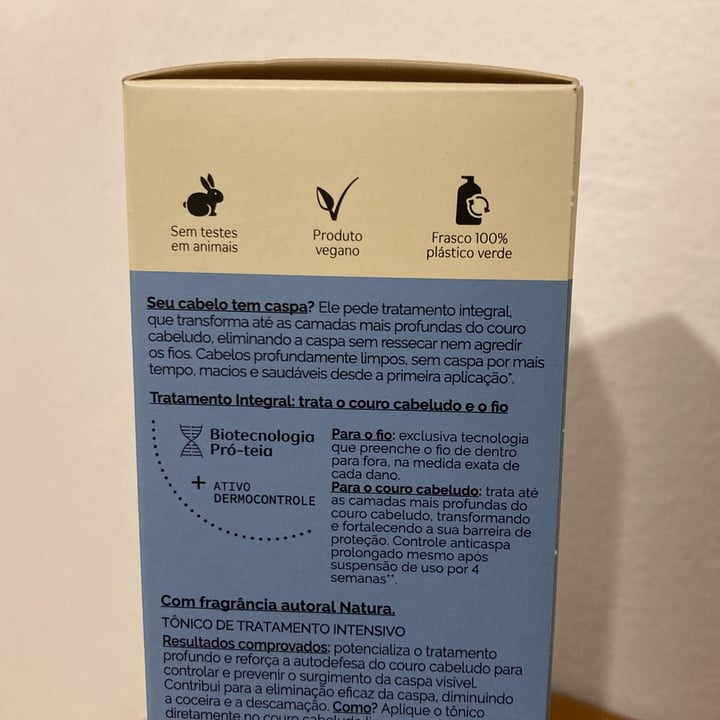 Sem testes
em animais
Produto
vegano
Frasco 100%
plástico verde
Seu cabelo tem caspa? Ele pede tratamento integral,
que transforma até as camadas mais profundas do couro
cabeludo, eliminando a caspa sem ressecar nem agredir
os fios. Cabelos profundamente limpos, sem caspa por mais
tempo, macios e saudáveis desde a primeira aplicação*.
Tratamento Integral: trata o couro cabeludo e o fio
Biotecnologia
Pró-teia
+ ATIVO
DERMOCONTROLE
Para o fio: exclusiva tecnologia
que preenche o fio de dentro
para fora, na medida exata de
cada dano.
Para o couro cabeludo: trata até
as camadas mais profundas do
couro cabeludo, transformando
e fortalecendo a sua barreira de
proteção. Controle anticaspa
prolongado mesmo após
suspensão de uso por 4
semanas**.
Com fragrância autoral Natura.
TÔNICO DE TRATAMENTO INTENSIVO
Resultados comprovados: potencializa o tratamento
profundo e reforça a autodefesa do couro cabeludo para
controlar e prevenir o surgimento da caspa visível.
Contribui para a eliminação eficaz da caspa, diminuindo
a coceira e a descamação. Como? Aplique o tônico
diretamente no couro cabeludo